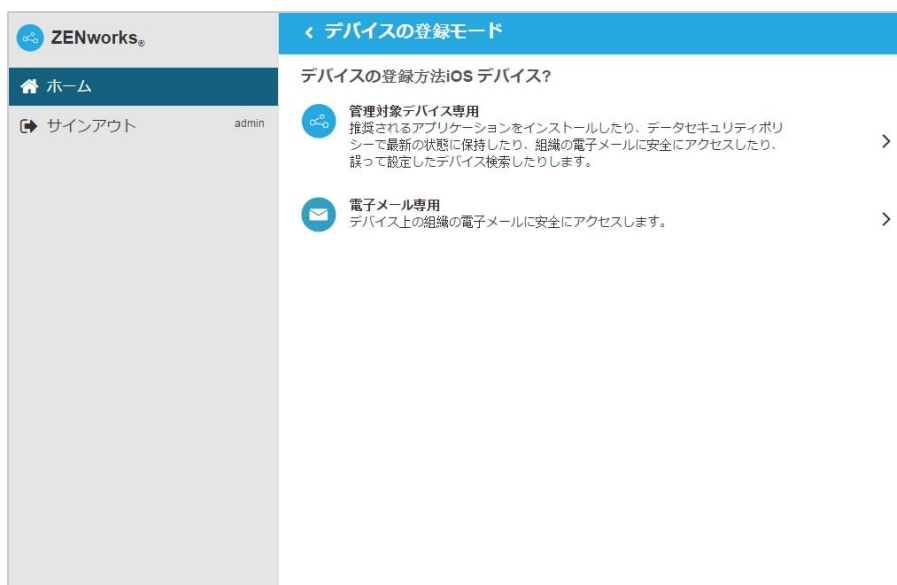 ZENworks®
ホーム
サインアウト admin
デバイスの登録モード
デバイスの登録方法iOS デバイス?
管理対象デバイス専用
推奨されるアプリケーションをインストールしたり、データセキュリティポリ
シーで最新の状態に保持したり、組織の電子メールに安全にアクセスしたり、
誤って設定したデバイス検索したりします。
電子メール専用
デバイス上の組織の電子メールに安全にアクセスします。